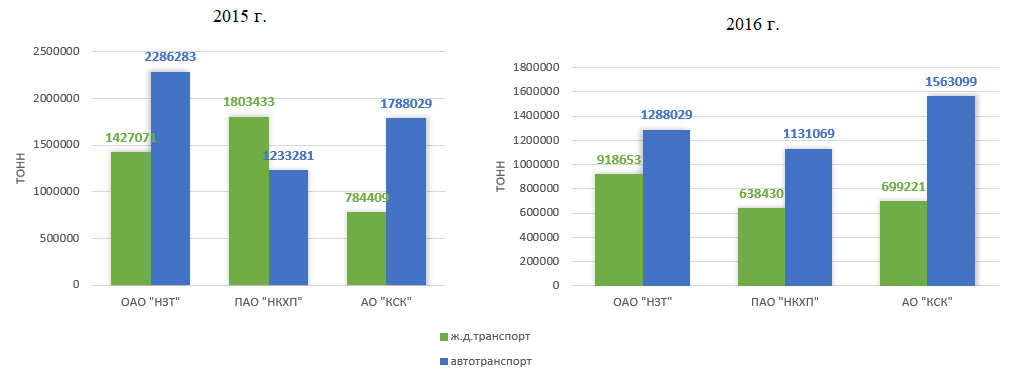 2015 г.
2500000
2000000
1500000
1000000
500000
0
ТОНН
1427071
2286283
1803433
1233281
784409
1788029
ОАО "НЗТ"
ПАО "НКХП"
АО "КСК"
2016 г.
1800000
1600000
1400000
1200000
1000000
800000
600000
400000
200000
0
ТОНН
918653
1288029
638430
1131069
699221
1563099
ОАО "НЗТ"
ПАО "НКХП"
АО "КСК"
ж.д.транспорт
автотранспорт